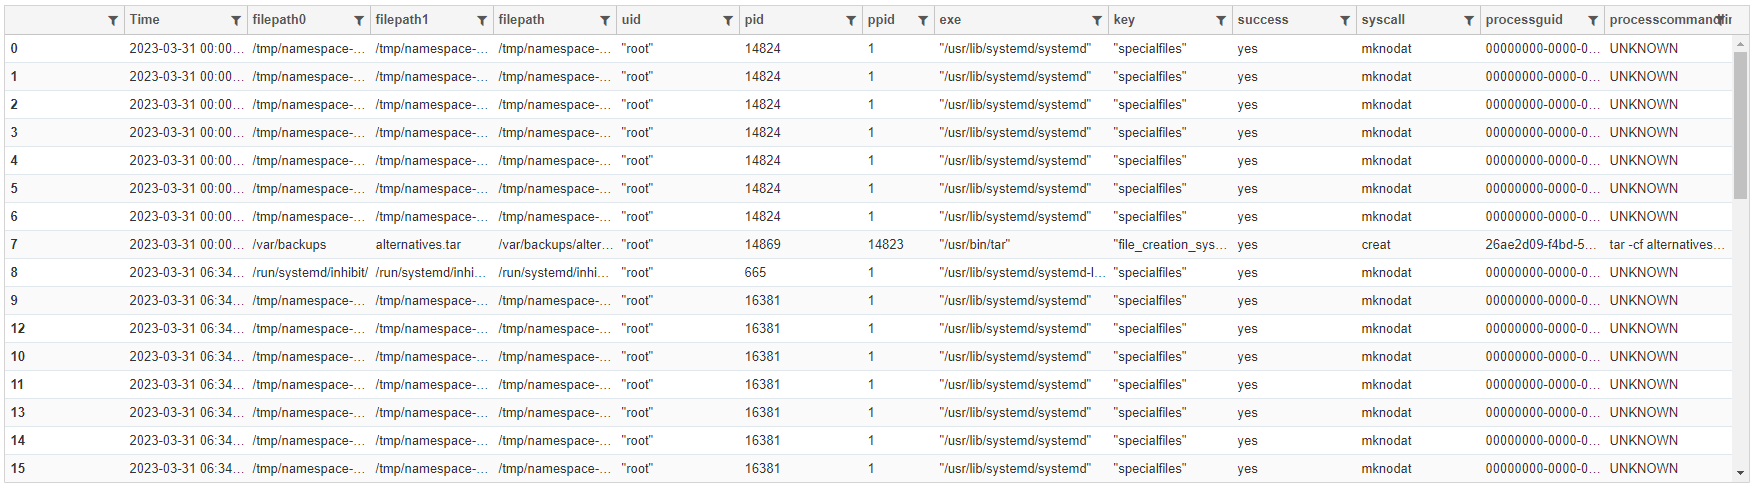 Time filepath0 filepath1 filepath uid pid ppid exe key success syscall processguid
0 2023-03-31 00:00... /tmp/namespace-... /tmp/namespace-... /tmp/namespace-... "root" 14824 1 "/usr/lib/systemd/systemd" "specialfiles" yes mknodat 00000000-0000-0... UNKNOWN
1 2023-03-31 00:00... /tmp/namespace-... /tmp/namespace-... /tmp/namespace-... "root" 14824 1 "/usr/lib/systemd/systemd" "specialfiles" yes mknodat 00000000-0000-0... UNKNOWN
2 2023-03-31 00:00... /tmp/namespace-... /tmp/namespace-... /tmp/namespace-... "root" 14824 1 "/usr/lib/systemd/systemd" "specialfiles" yes mknodat 00000000-0000-0... UNKNOWN
3 2023-03-31 00:00... /tmp/namespace-... /tmp/namespace-... /tmp/namespace-... "root" 14824 1 "/usr/lib/systemd/systemd" "specialfiles" yes mknodat 00000000-0000-0... UNKNOWN
4 2023-03-31 00:00... /tmp/namespace-... /tmp/namespace-... /tmp/namespace-... "root" 14824 1 "/usr/lib/systemd/systemd" "specialfiles" yes mknodat 00000000-0000-0... UNKNOWN
5 2023-03-31 00:00... /tmp/namespace-... /tmp/namespace-... /tmp/namespace-... "root" 14824 1 "/usr/lib/systemd/systemd" "specialfiles" yes mknodat 00000000-0000-0... UNKNOWN
6 2023-03-31 00:00... /tmp/namespace-... /tmp/namespace-... /tmp/namespace-... "root" 14824 1 "/usr/lib/systemd/systemd" "specialfiles" yes mknodat 00000000-0000-0... UNKNOWN
7 2023-03-31 00:00... /var/backups alternatives.tar /var/backups/alter... "root" 14869 14823 "/usr/bin/tar" "file_creation_sys... yes creat 26ae2d09-f4bd-5... tar -cf alternatives...
8 2023-03-31 06:34... /run/systemd/inhibit/ /run/systemd/inhi... /run/systemd/inhi... "root" 665 1 "/usr/lib/systemd/systemd-l... "specialfiles" yes mknodat 00000000-0000-0... UNKNOWN
9 2023-03-31 06:34... /tmp/namespace-... /tmp/namespace-... /tmp/namespace-... "root" 16381 1 "/usr/lib/systemd/systemd" "specialfiles" yes mknodat 00000000-0000-0... UNKNOWN
12 2023-03-31 06:34... /tmp/namespace-... /tmp/namespace-... /tmp/namespace-... "root" 16381 1 "/usr/lib/systemd/systemd" "specialfiles" yes mknodat 00000000-0000-0... UNKNOWN
10 2023-03-31 06:34... /tmp/namespace-... /tmp/namespace-... /tmp/namespace-... "root" 16381 1 "/usr/lib/systemd/systemd" "specialfiles" yes mknodat 00000000-0000-0... UNKNOWN
11 2023-03-31 06:34... /tmp/namespace-... /tmp/namespace-... /tmp/namespace-... "root" 16381 1 "/usr/lib/systemd/systemd" "specialfiles" yes mknodat 00000000-0000-0... UNKNOWN
13 2023-03-31 06:34... /tmp/namespace-... /tmp/namespace-... /tmp/namespace-... "root" 16381 1 "/usr/lib/systemd/systemd" "specialfiles" yes mknodat 00000000-0000-0... UNKNOWN
14 2023-03-31 06:34... /tmp/namespace-... /tmp/namespace-... /tmp/namespace-... "root" 16381 1 "/usr/lib/systemd/systemd" "specialfiles" yes mknodat 00000000-0000-0... UNKNOWN
15 2023-03-31 06:34... /tmp/namespace-... /tmp/namespace-... /tmp/namespace-... "root" 16381 1 "/usr/lib/systemd/systemd" "specialfiles" yes mknodat 00000000-0000-0... UNKNOWN